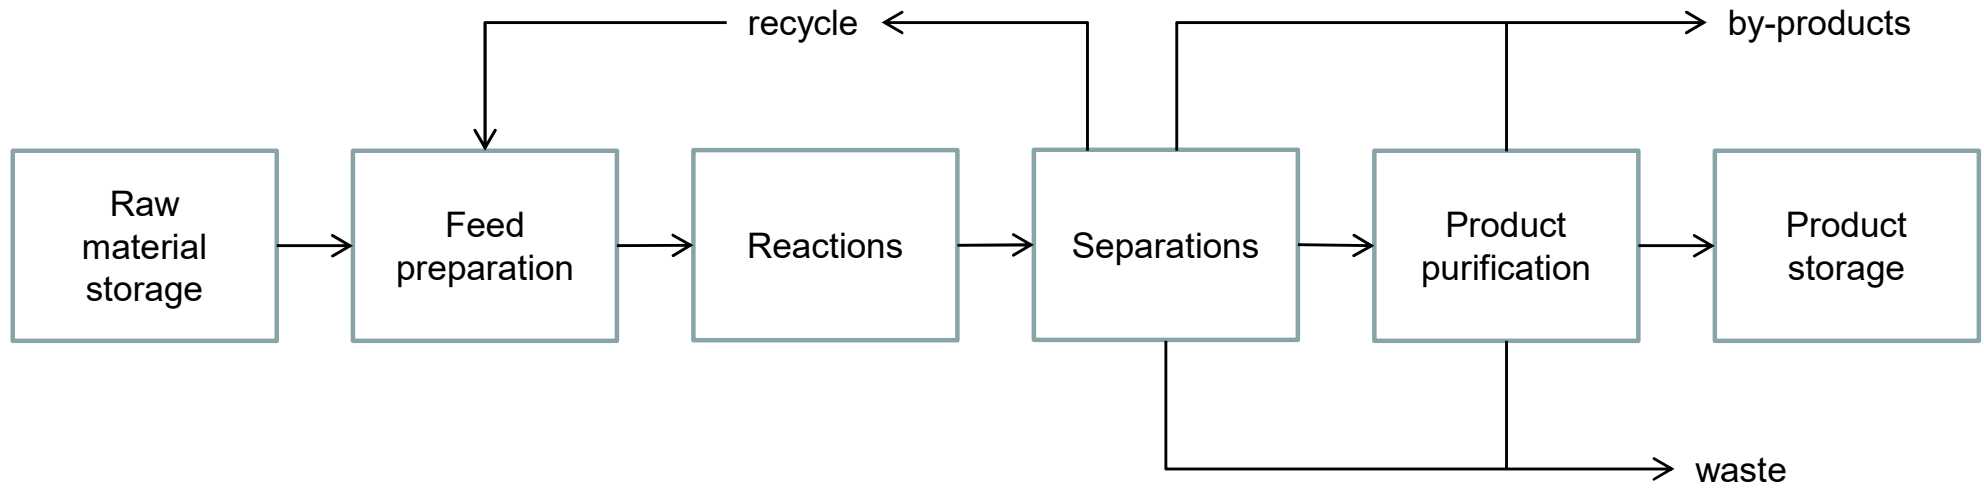 recycle
by-products
Raw
material
storage
Feed
preparation
Reactions
Separations
Product
purification
Product
storage
waste